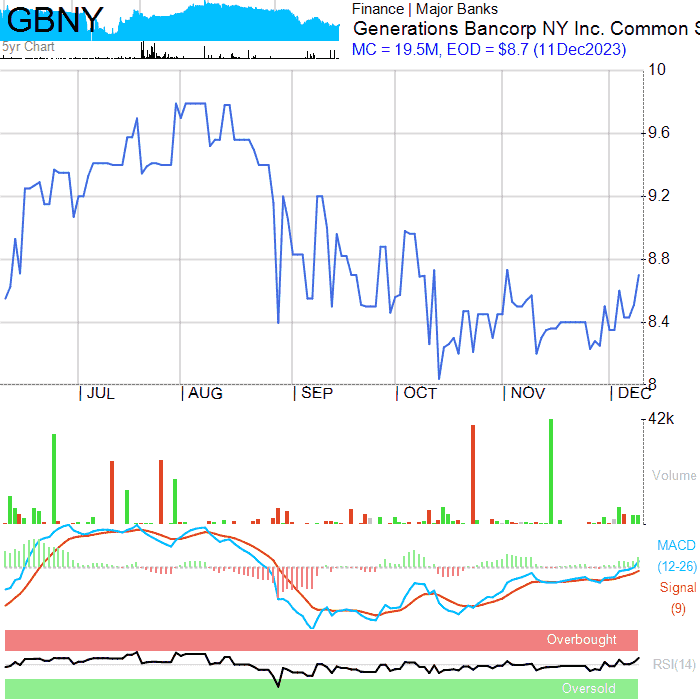 GBNY
5yr Chart
Finance | Major Banks
Generations Bancorp NY Inc. Common S
MC = 19.5M, EOD = $8.7 (11Dec2023)
10
9.6
9.2
8.8
8.4
8
JUL AUG SEP OCT NOV DEC
42k
Volume
MACD
(12-26)
Signal
(9)
Overbought
RSI(14)
Oversold